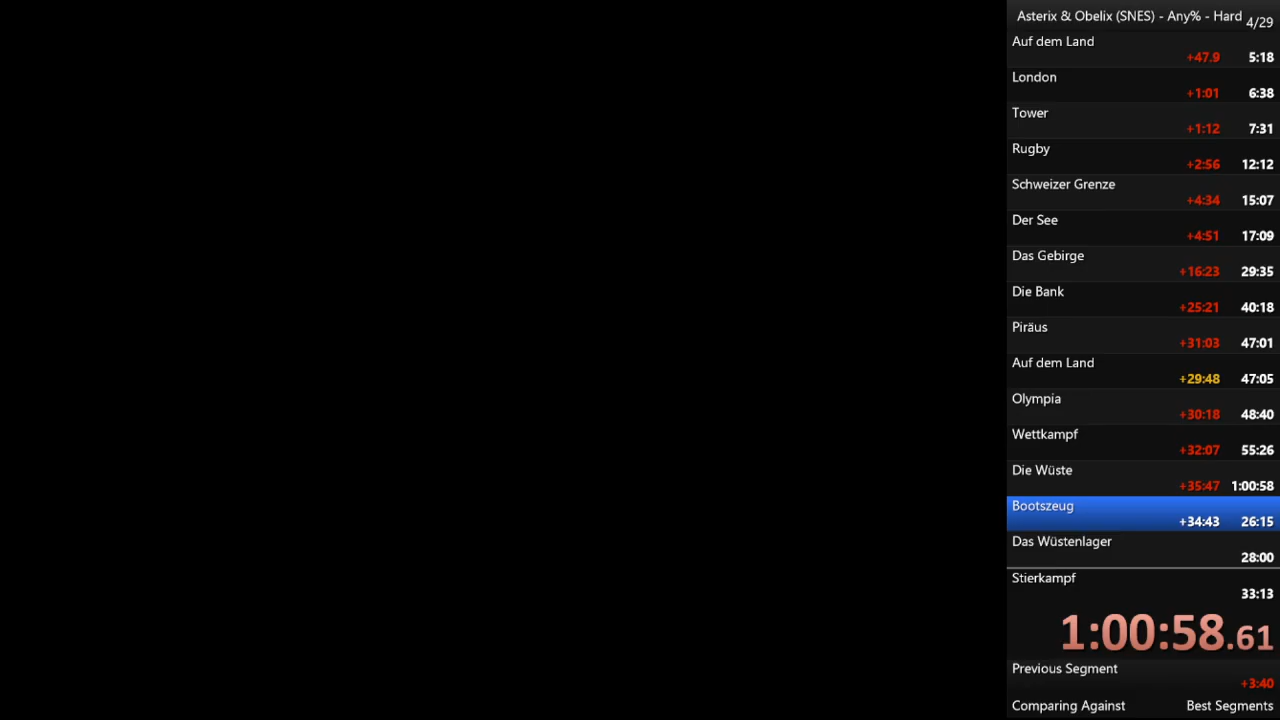 Asterix & Obelix (SNES) - Any% - Hard 4/29
Auf dem Land
+47.9 5:18
London
+1:01 6:38
Tower
+1:12 7:31
Rugby
+2:56 12:12
Schweizer Grenze
+4:34 15:07
Der See
+4:51 17:09
Das Gebirge
+16:23 29:35
Die Bank
+25:21 40:18
Piräus
+31:03 47:01
Auf dem Land
+29:48 47:05
Olympia
+30:18 48:40
Wettkampf
+32:07 55:26
Die Wüste
+35:47 1:00:58
Bootszeug
+34:43 26:15
Das Wüstenlager
28:00
Stierkampf
33:13
1:00:58.61
Previous Segment
+3:40
Comparing Against Best Segments